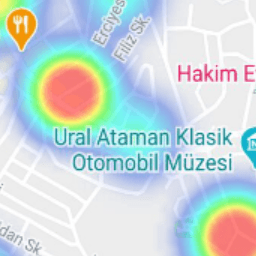 Erciyes
Filiz Sk.
Hakim E
Ural Ataman Klasik
Otomobil Müzesi
dan Sk